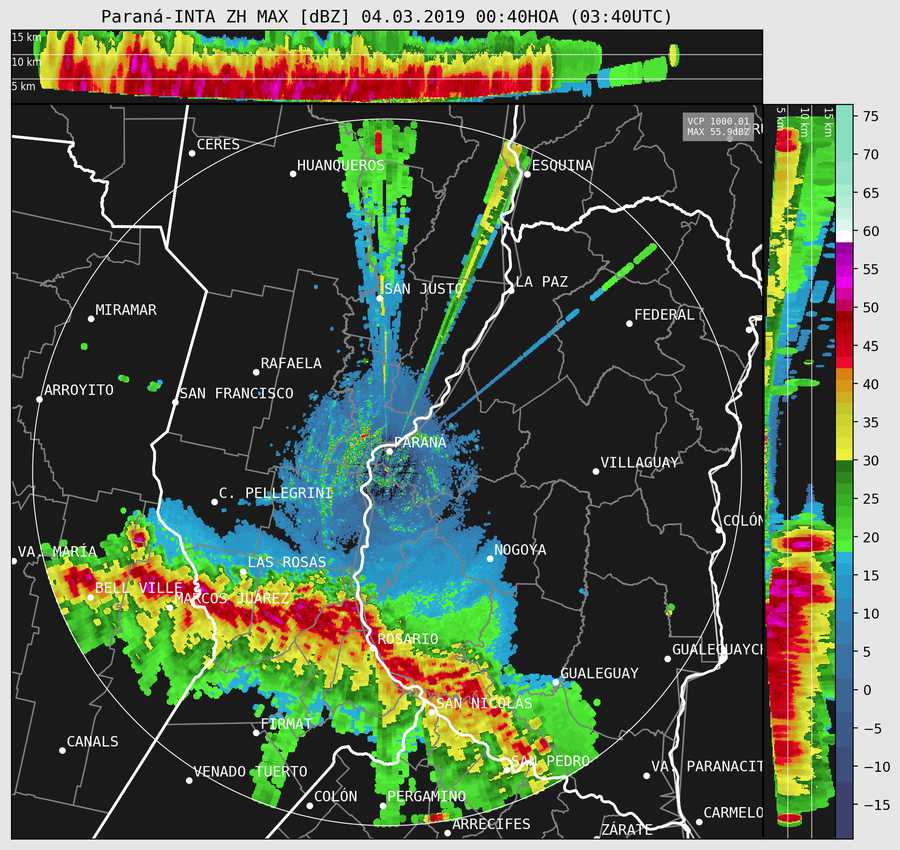 Paraná-INTA ZH MAX [dBZ] 04.03.2019 00:40HOA (03:40UTC)
15 km
10 km
5 km
5 km
10 km
15 km
VCP 1000.01
MAX 55.9dBZ
CERES
HUANQUEROS
ESQUINA
SAN JUSTO
LA PAZ
MIRAMAR
FEDERAL
RAFAELA
ARROYITO
SAN FRANCISCO
PARANA
VILLAGUAY
C. PELLEGRINI
COLÓN
VA. MARÍA
NOGOYA
LAS ROSAS
BELL VILLE
MARCOS JUÁREZ
ROSARIO
GUALEGUAYCH
GUALEGUAY
SAN NICOLAS
FIRMAT
CANALS
SAN PEDRO
VENADO TUERTO
VA. PARANACIT
COLÓN
PERGAMINO
CARMELO
ARRECIFES
ZÁRATE
75
70
65
60
55
50
45
40
35
30
25
20
15
10
5
0
−5
−10
−15